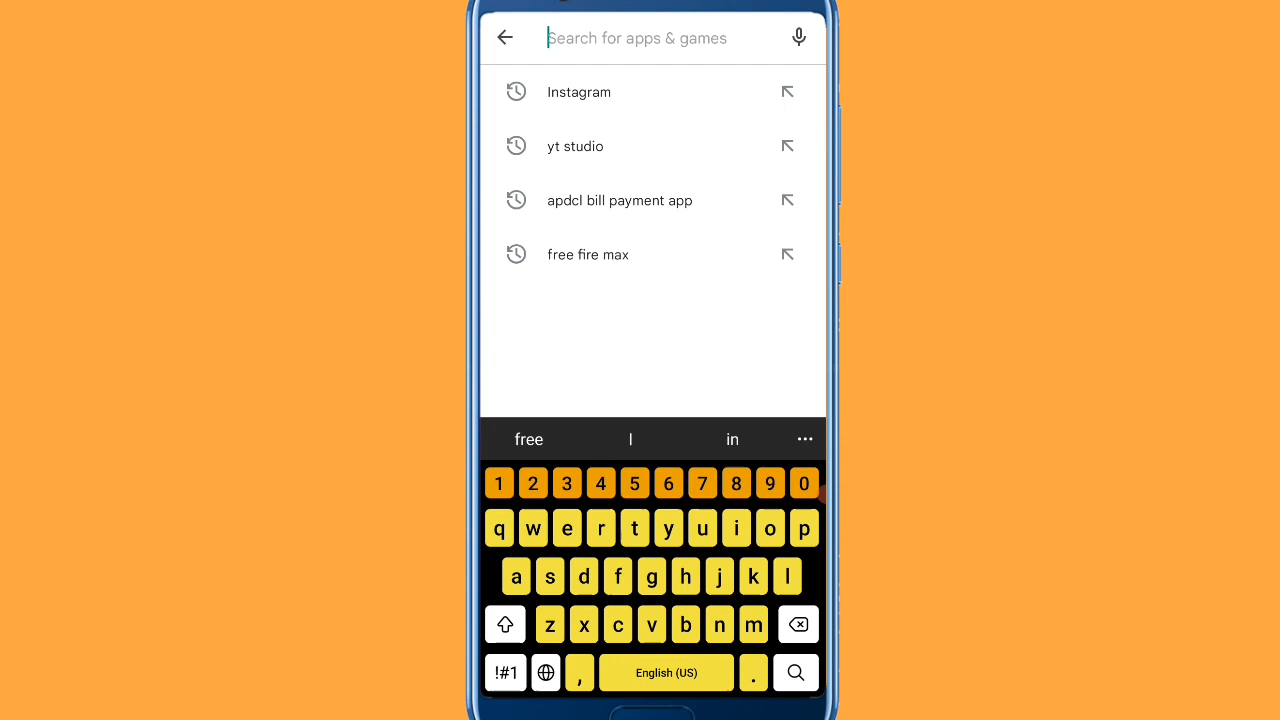 Search for apps & games
Instagram
yt studio
apdcl bill payment app
free fire max
free I in ...
1 2 3 4 5 6 7 8 9 0
q w e r t y u i o p
a s d f g h j k l
z x c v b n m
!#1 , English (US) .